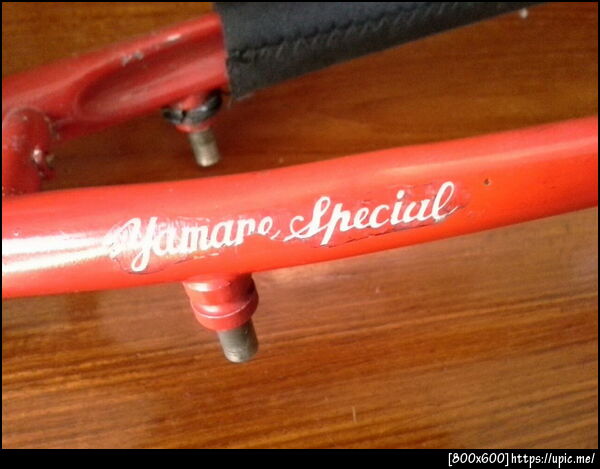 Yamane Special
[800x600]https://upic.me/